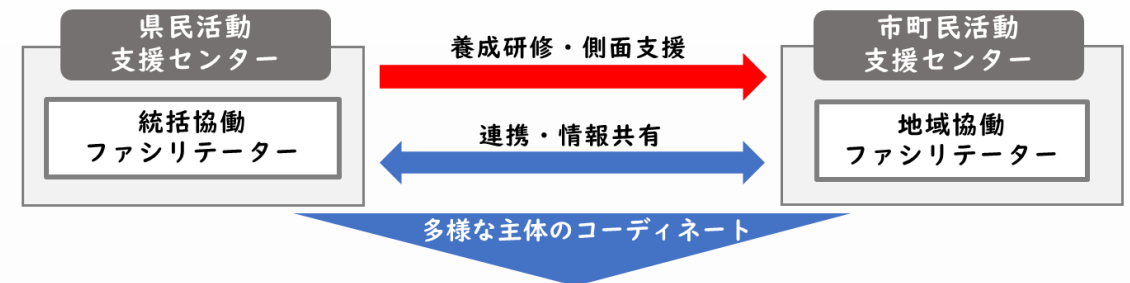 県民活動
支援センター
統括協働
ファシリテーター
養成研修・側面支援
連携・情報共有
市町民活動
支援センター
地域協働
ファシリテーター
多様な主体のコーディネート